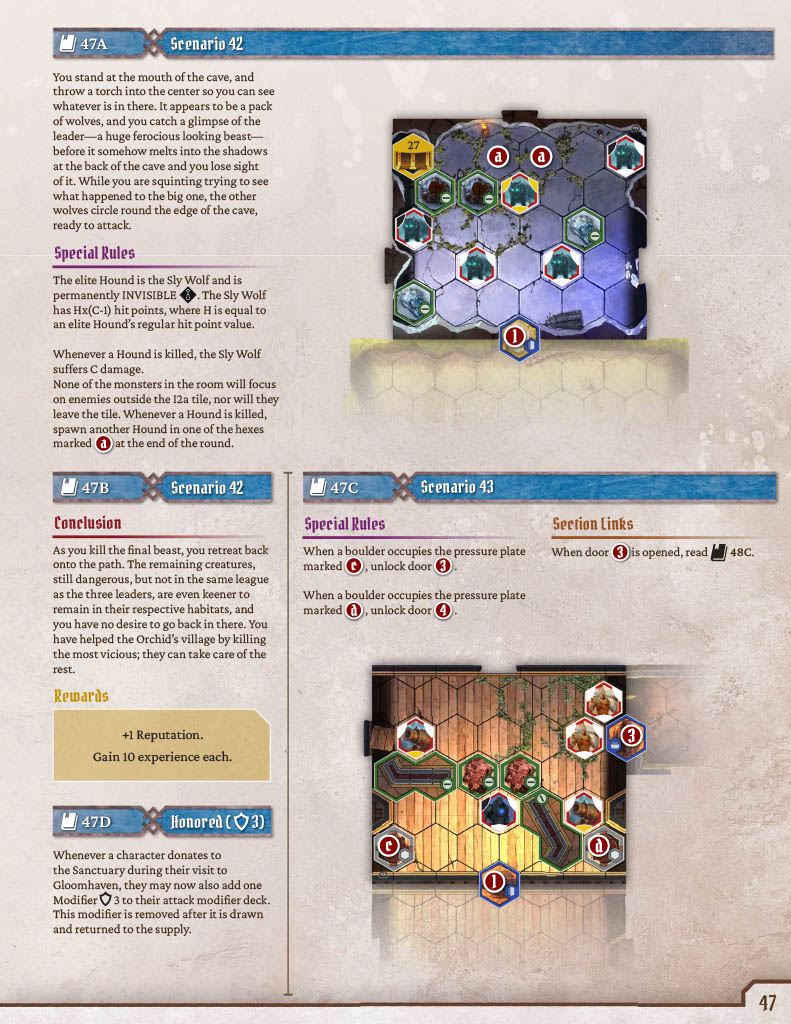 47A
Scenario 42
You stand at the mouth of the cave, and
throw a torch into the center so you can see
whatever is in there. It appears to be a pack
of wolves, and you catch a glimpse of the
leader—a huge ferocious looking beast—
before it somehow melts into the shadows
at the back of the cave and you lose sight
of it. While you are squinting trying to see
what happened to the big one, the other
wolves circle round the edge of the cave,
ready to attack.
Special Rules
The elite Hound is the Sly Wolf and is
permanently INVISIBLE . The Sly Wolf
has Hx(C-1) hit points, where H is equal to
an elite Hound's regular hit point value.
Whenever a Hound is killed, the Sly Wolf
suffers C damage.
None of the monsters in the room will focus
on enemies outside the I2a tile, nor will they
leave the tile. Whenever a Hound is killed,
spawn another Hound in one of the hexes
marked a at the end of the round.
27
a
a
1
47B
Scenario 42
Conclusion
As you kill the final beast, you retreat back
onto the path. The remaining creatures,
still dangerous, but not in the same league
as the three leaders, are even keener to
remain in their respective habitats, and
you have no desire to go back in there. You
have helped the Orchid's village by killing
the most vicious; they can take care of the
rest.
Rewards
+1 Reputation.
Gain 10 experience each.
47D
Honored ( 3)
Whenever a character donates to
the Sanctuary during their visit to
Gloomhaven, they may now also add one
Modifier 3 to their attack modifier deck.
This modifier is removed after it is drawn
and returned to the supply.
47C
Scenario 43
Special Rules
When a boulder occupies the pressure plate
marked c, unlock door 3.
When a boulder occupies the pressure plate
marked d, unlock door 4.
Section Links
When door 3 is opened, read 48C.
3
c
d
1
47